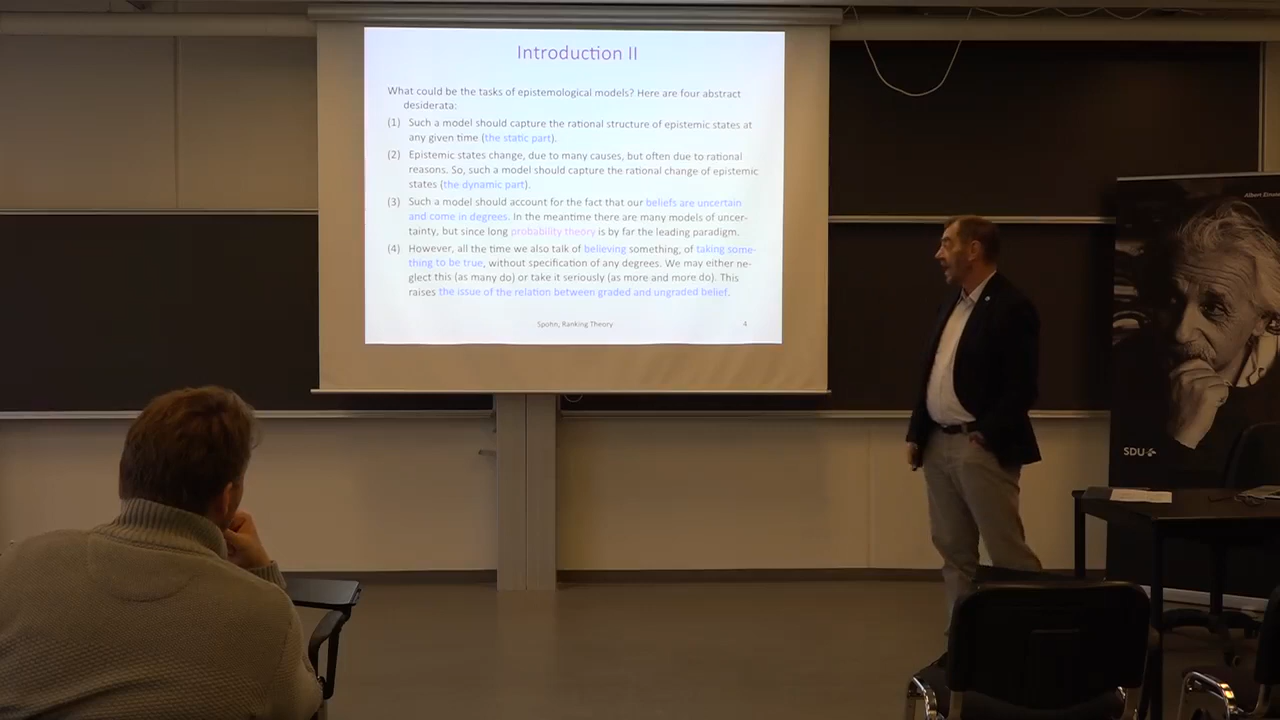 Introduction II
What could be the tasks of epistemological models? Here are four abstract
desiderata:
(1) Such a model should capture the rational structure of epistemic states at
any given time (the static part).
(2) Epistemic states change, due to many causes, but often due to rational
reasons. So, such a model should capture the rational change of epistemic
states (the dynamic part).
(3) Such a model should account for the fact that our beliefs are uncertain
and come in degrees. In the meantime there are many models of uncer-
tainty, but since long probability theory is by far the leading paradigm.
(4) However, all the time we also talk of believing something, of taking some-
thing to be true, without specification of any degrees. We may either ne-
glect this (as many do) or take it seriously (as more and more do). This
raises the issue of the relation between graded and ungraded belief.
Spohn, Ranking Theory 4
Albert
SDU